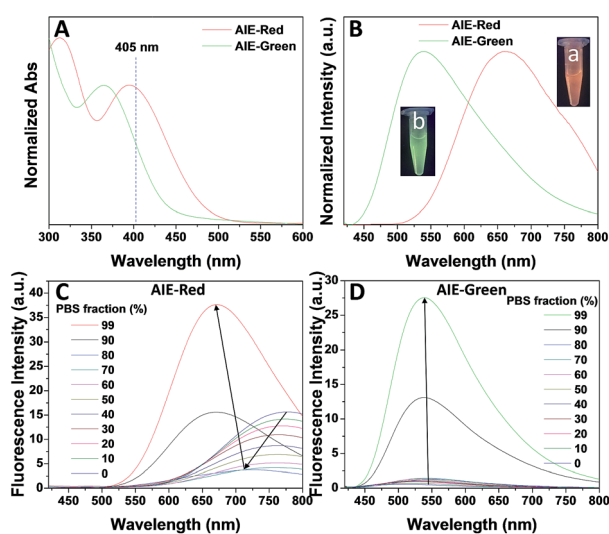 A
AIE-Red
AIE-Green
405 nm
Normalized Abs
300 350 400 450 500 550 600
Wavelength (nm)
B
AIE-Red
AIE-Green
a
b
Normalized Intensity (a.u.)
450 500 550 600 650 700 750 800
Wavelength (nm)
C
AIE-Red
PBS fraction (%)
99
90
80
70
60
50
40
30
20
10
0
Fluorescence Intensity (a.u.)
40
35
30
25
20
15
10
5
0
450 500 550 600 650 700 750 800
Wavelength (nm)
D
AIE-Green
PBS fraction (%)
99
90
80
70
60
50
40
30
20
10
0
Fluorescence Intensity (a.u.)
30
25
20
15
10
5
0
450 500 550 600 650 700 750 800
Wavelength (nm)